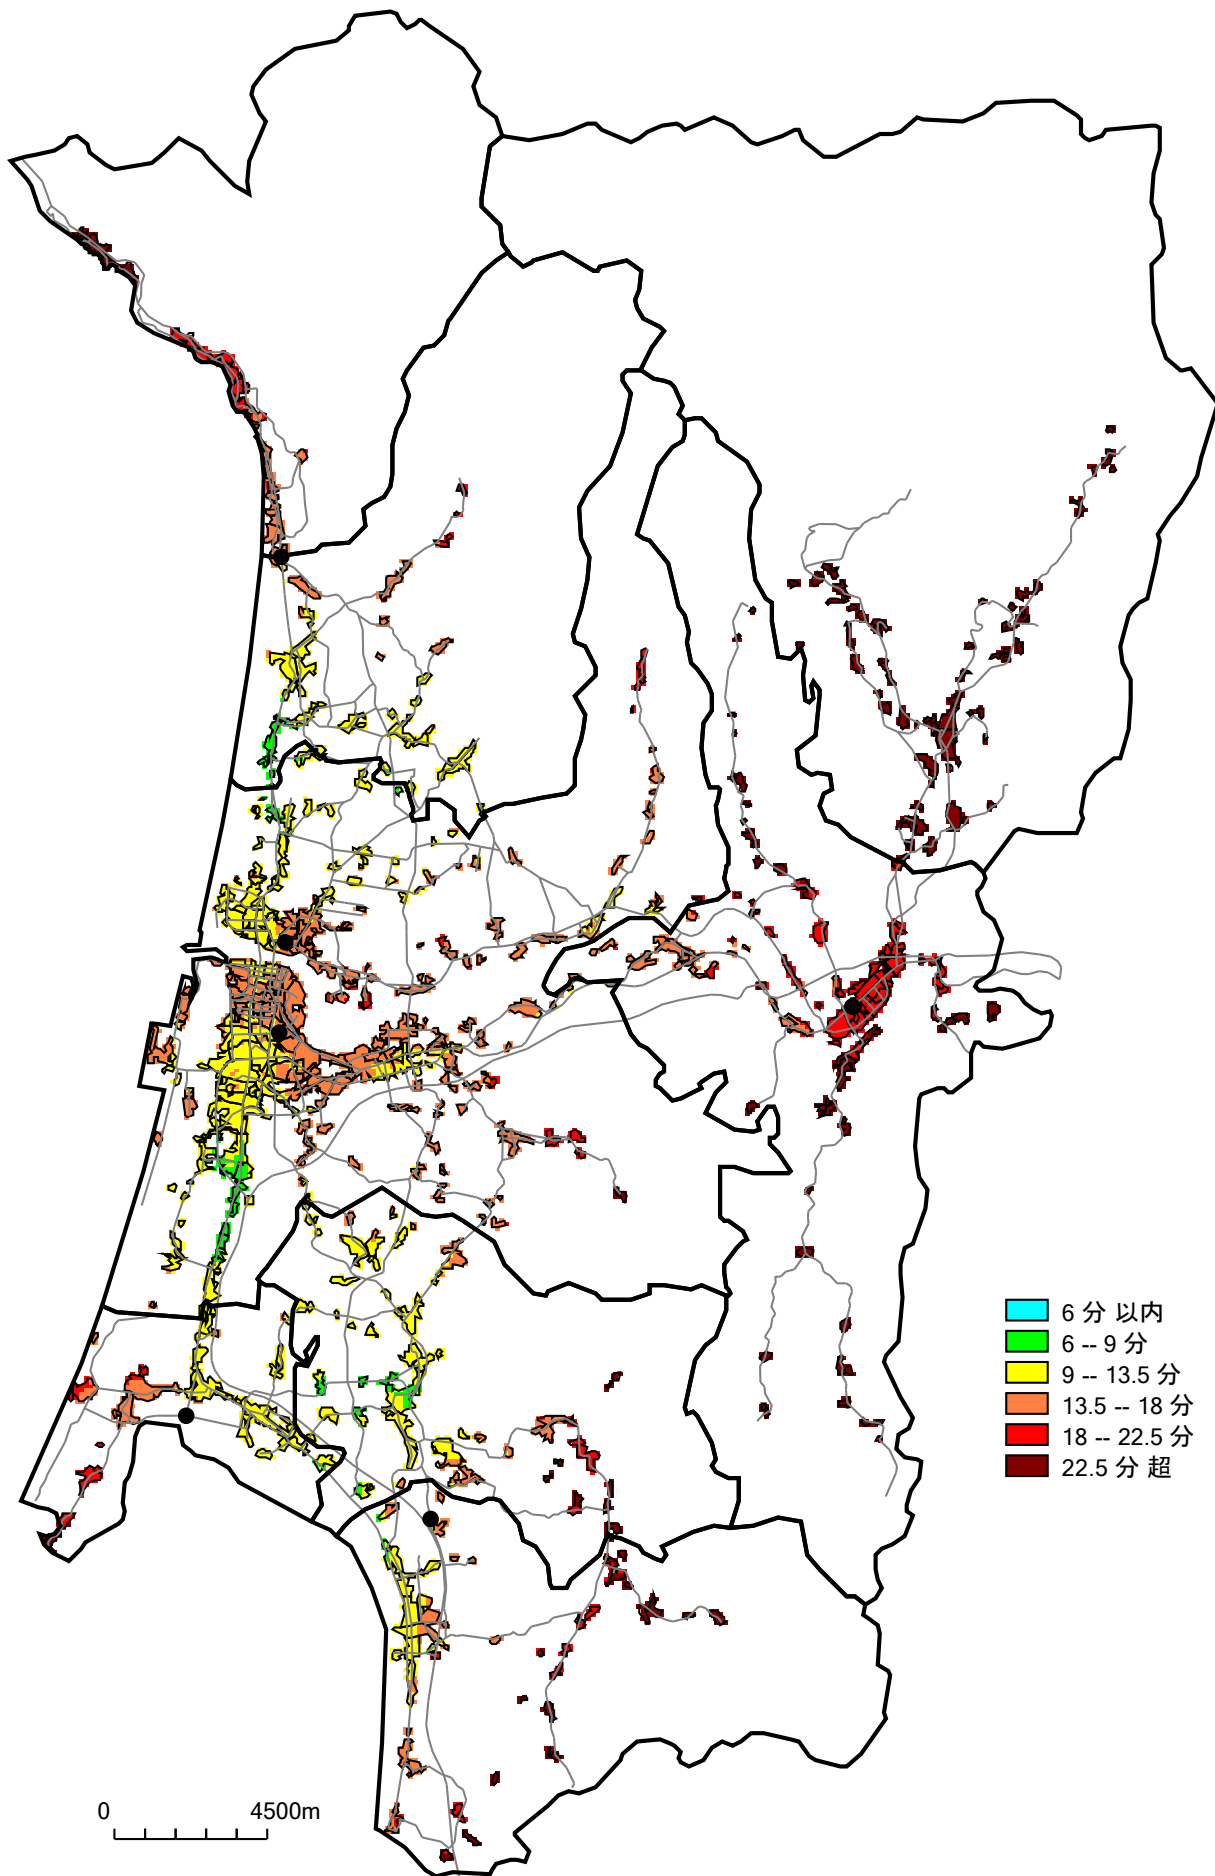 6 分 以内
6 -- 9 分
9 -- 13.5 分
13.5 -- 18 分
18 -- 22.5 分
22.5 分 超
0 4500m